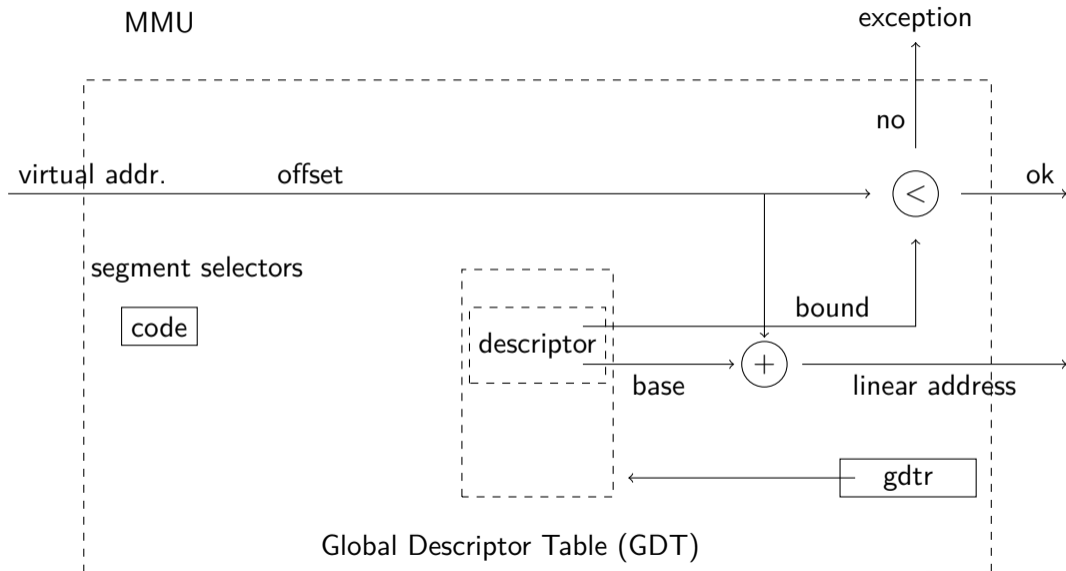 MMU
exception
no
virtual addr.
offset
<
ok
segment selectors
code
bound
descriptor
+
base
linear address
gdtr
Global Descriptor Table (GDT)